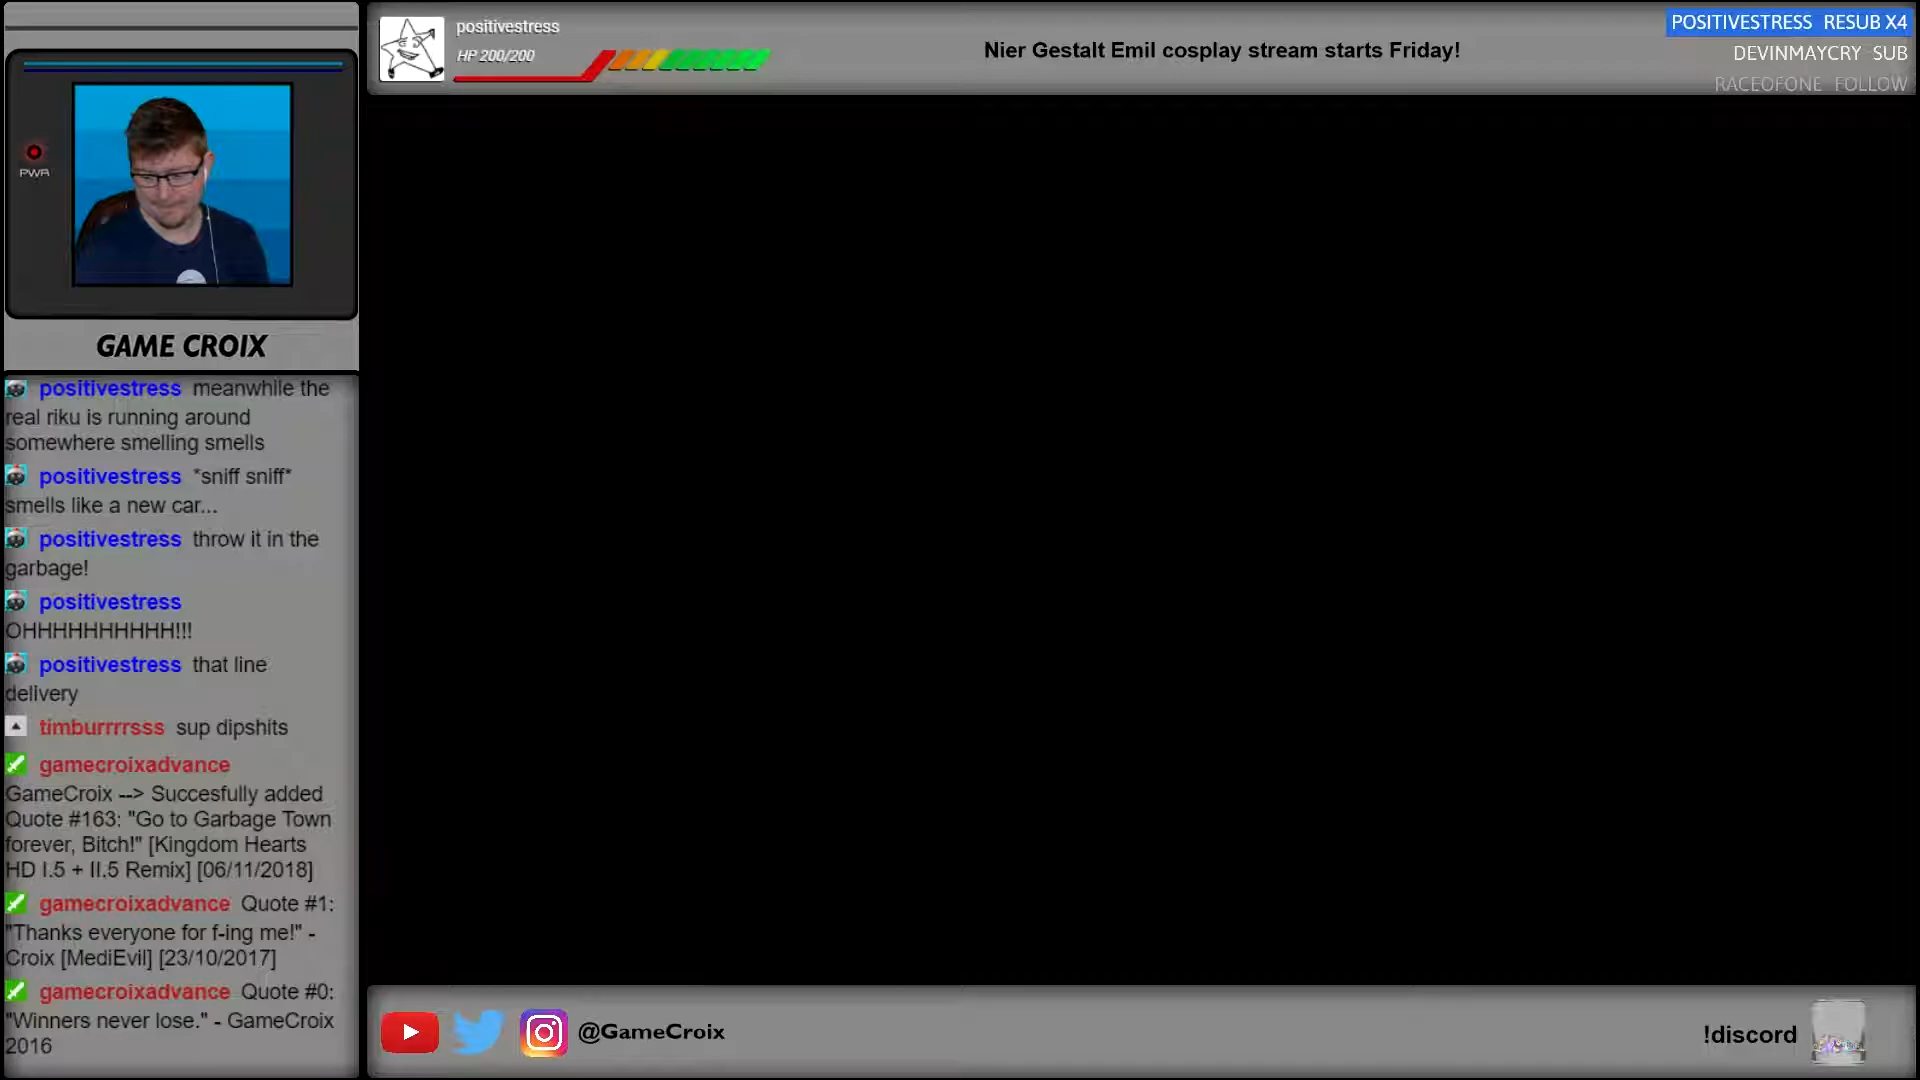 positivestress
HP 200/200
Nier Gestalt Emil cosplay stream starts Friday!
POSITIVESTRESS RESUB X4
DEVINMAYCRY SUB
RACEOFONE FOLLOW
PWR
GAME CROIX
positivestress meanwhile the
real riku is running around
somewhere smelling smells
positivestress *sniff sniff*
smells like a new car...
positivestress throw it in the
garbage!
positivestress
OHHHHHHHHHH!!!
positivestress that line
delivery
timburrrrsss sup dipshits
gamecroixadvance
GameCroix --> Succesfully added
Quote #163: "Go to Garbage Town
forever, Bitch!" [Kingdom Hearts
HD I.5 + II.5 Remix] [06/11/2018]
gamecroixadvance Quote #1:
"Thanks everyone for f-ing me!" -
Croix [MediEvil] [23/10/2017]
gamecroixadvance Quote #0:
"Winners never lose." - GameCroix
2016
@GameCroix
!discord